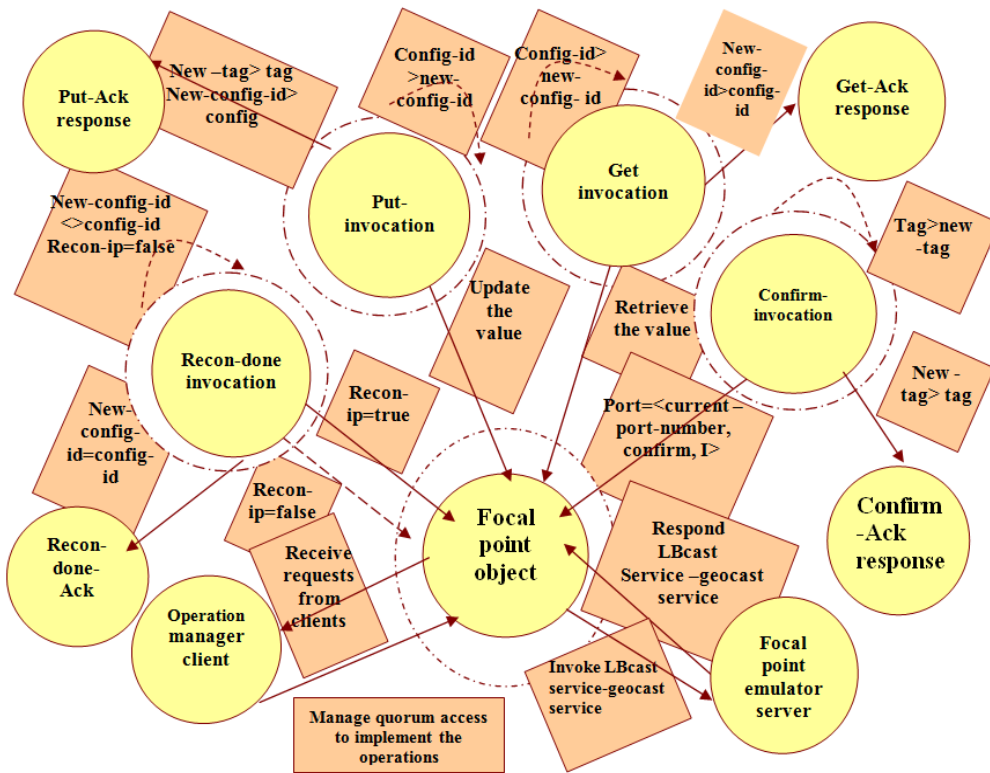 Put-Ack
response
New –tag> tag
New-config-id>
config
Config-id
>new-
config-id
Config-id>
new-
config- id
New-
config-
id>config-
id
Get-Ack
response
Put-
invocation
Get
invocation
New-config-id
<>config-id
Recon-ip=false
Tag>new
-tag
Confirm-
invocation
Update
the
value
Retrieve
the value
Recon-done
invocation
Recon-
ip=true
New -
tag> tag
New-
config-
id=config-
id
Port=<current –
port-number,
confirm, I>
Recon-
ip=false
Focal
point
object
Confirm
-Ack
response
Respond
LBcast
Service –geocast
service
Recon-
done-
Ack
Receive
requests
from
clients
Operation
manager
client
Invoke LBcast
service-geocast
service
Focal
point
emulator
server
Manage quorum access
to implement the
operations